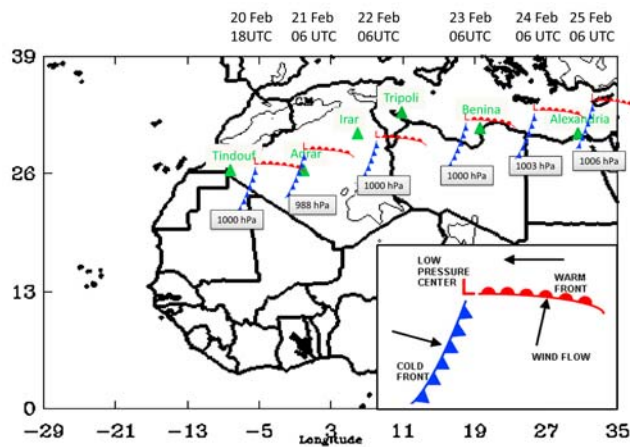 20 Feb
18UTC
21 Feb
06 UTC
22 Feb
06UTC
23 Feb
06UTC
24 Feb
06 UTC
25 Feb
06 UTC
39
26
13
0
Tindouf
Adrar
Irar
Tripoli
Benina
Alexandria
1000 hPa
988 hPa
1000 hPa
1000 hPa
1003 hPa
1006 hPa
LOW
PRESSURE
CENTER
WARM
FRONT
COLD
FRONT
WIND FLOW
-29
-21
-13
-5
3
11
19
27
35
Longitude